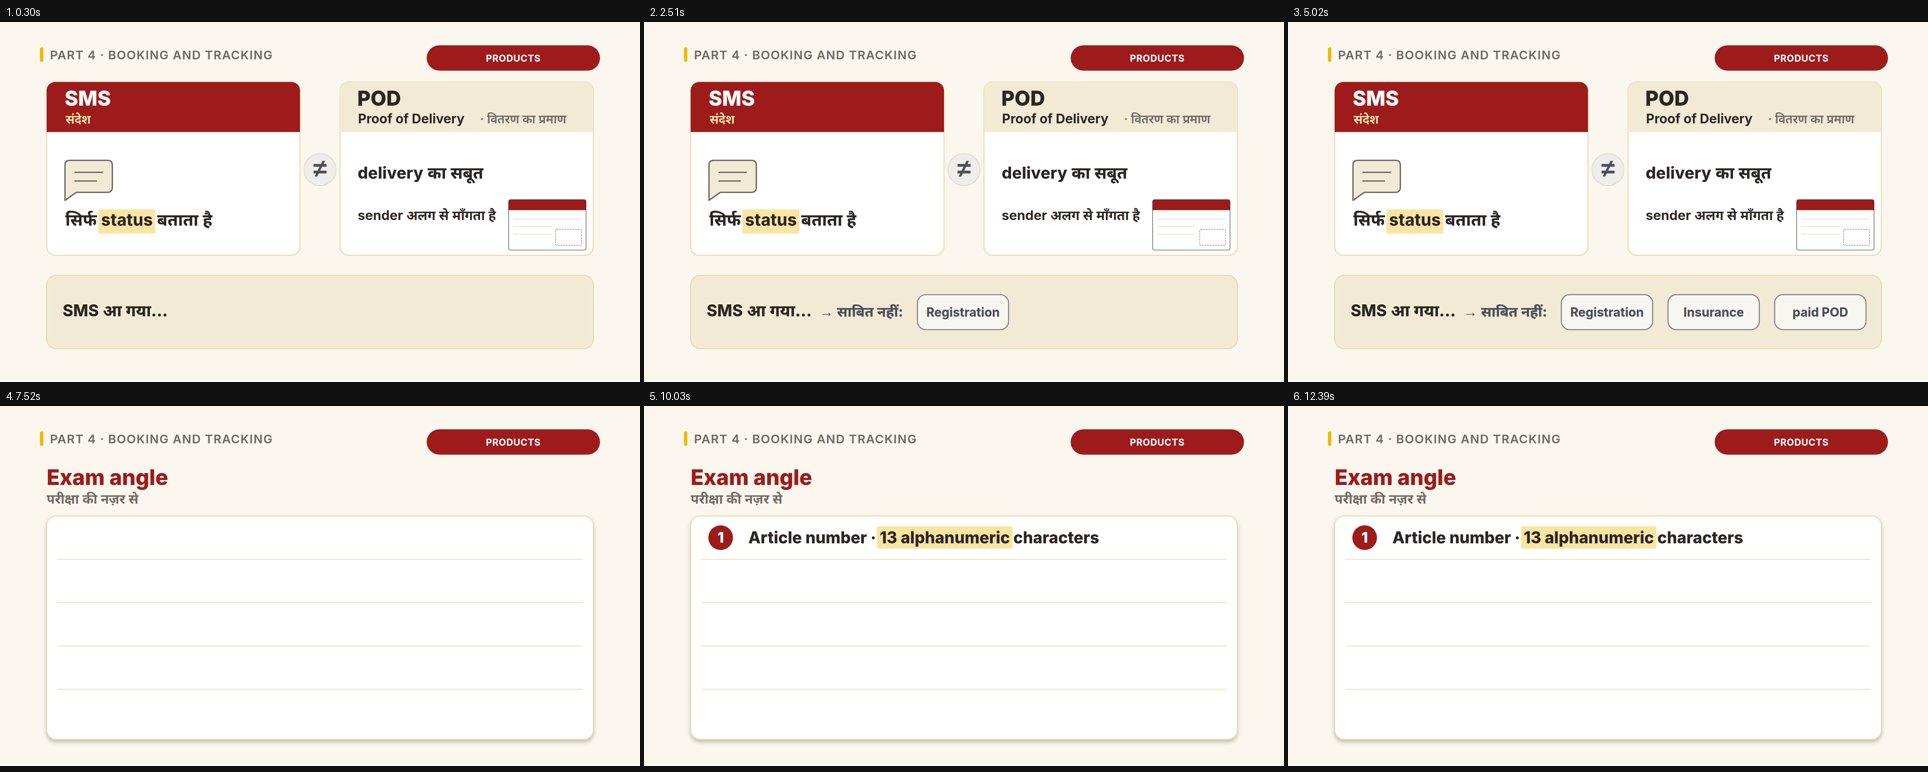 1. 0.30s
PART 4 · BOOKING AND TRACKING
PRODUCTS
SMS
संदेश
सिर्फ status बताता है
≠
POD
Proof of Delivery · वितरण का प्रमाण
delivery का सबूत
sender अलग से माँगता है
SMS आ गया...
2. 2.51s
PART 4 · BOOKING AND TRACKING
PRODUCTS
SMS
संदेश
सिर्फ status बताता है
≠
POD
Proof of Delivery · वितरण का प्रमाण
delivery का सबूत
sender अलग से माँगता है
SMS आ गया... → साबित नहीं: Registration
3. 5.02s
PART 4 · BOOKING AND TRACKING
PRODUCTS
SMS
संदेश
सिर्फ status बताता है
≠
POD
Proof of Delivery · वितरण का प्रमाण
delivery का सबूत
sender अलग से माँगता है
SMS आ गया... → साबित नहीं: Registration Insurance paid POD
4. 7.52s
PART 4 · BOOKING AND TRACKING
PRODUCTS
Exam angle
परीक्षा की नज़र से
5. 10.03s
PART 4 · BOOKING AND TRACKING
PRODUCTS
Exam angle
परीक्षा की नज़र से
1 Article number · 13 alphanumeric characters
6. 12.39s
PART 4 · BOOKING AND TRACKING
PRODUCTS
Exam angle
परीक्षा की नज़र से
1 Article number · 13 alphanumeric characters